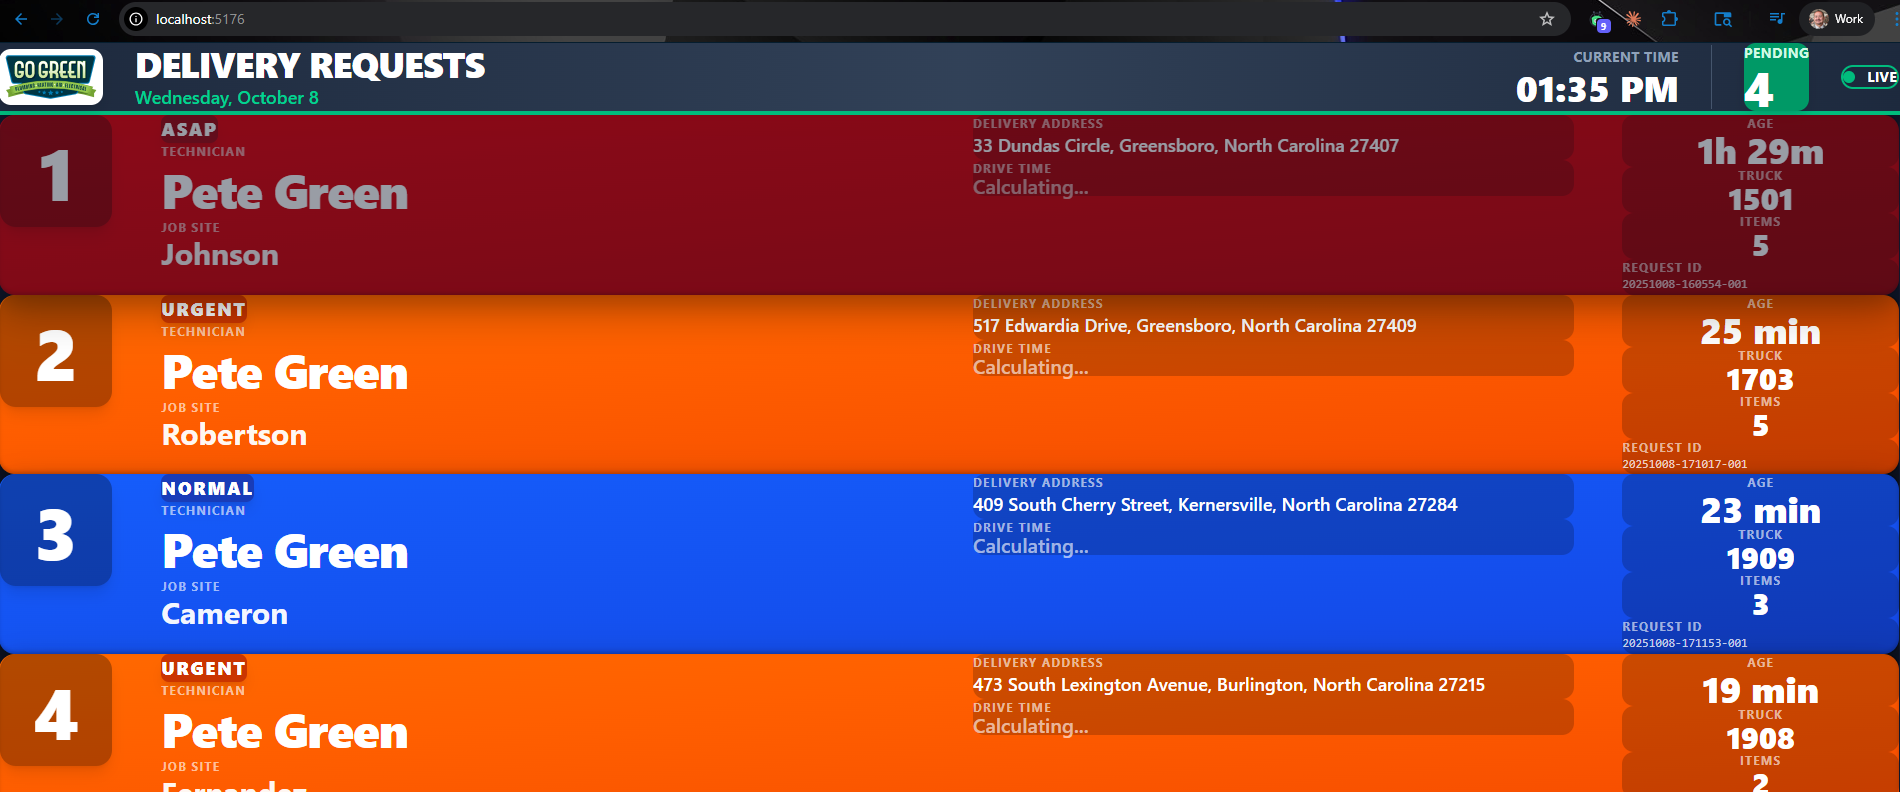 localhost:5176
9
Work
GO GREEN
PLUMBING HEATING AIR ELECTRICAL
DELIVERY REQUESTS
Wednesday, October 8
CURRENT TIME
01:35 PM
PENDING
4
LIVE
1
ASAP
TECHNICIAN
Pete Green
JOB SITE
Johnson
DELIVERY ADDRESS
33 Dundas Circle, Greensboro, North Carolina 27407
DRIVE TIME
Calculating...
AGE
1h 29m
TRUCK
1501
ITEMS
5
REQUEST ID
20251008-160554-001
2
URGENT
TECHNICIAN
Pete Green
JOB SITE
Robertson
DELIVERY ADDRESS
517 Edwardia Drive, Greensboro, North Carolina 27409
DRIVE TIME
Calculating...
AGE
25 min
TRUCK
1703
ITEMS
5
REQUEST ID
20251008-171017-001
3
NORMAL
TECHNICIAN
Pete Green
JOB SITE
Cameron
DELIVERY ADDRESS
409 South Cherry Street, Kernersville, North Carolina 27284
DRIVE TIME
Calculating...
AGE
23 min
TRUCK
1909
ITEMS
3
REQUEST ID
20251008-171153-001
4
URGENT
TECHNICIAN
Pete Green
JOB SITE
Fernandez
DELIVERY ADDRESS
473 South Lexington Avenue, Burlington, North Carolina 27215
DRIVE TIME
Calculating...
AGE
19 min
TRUCK
1908
ITEMS
2